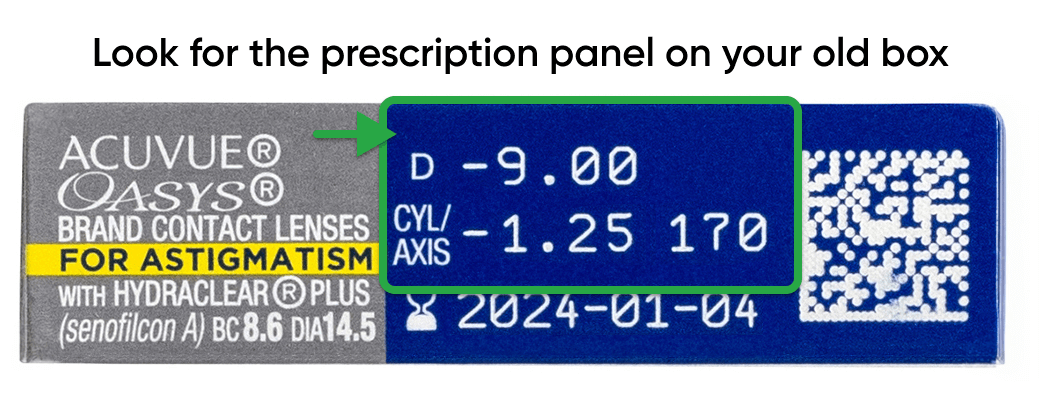 Look for the prescription panel on your old box
ACUVUE®
OASYS®
BRAND CONTACT LENSES
FOR ASTIGMATISM
WITH HYDRACLEAR® PLUS
(senofilcon A) BC 8.6 DIA 14.5
D -9.00
CYL/
AXIS -1.25 170
2024-01-04